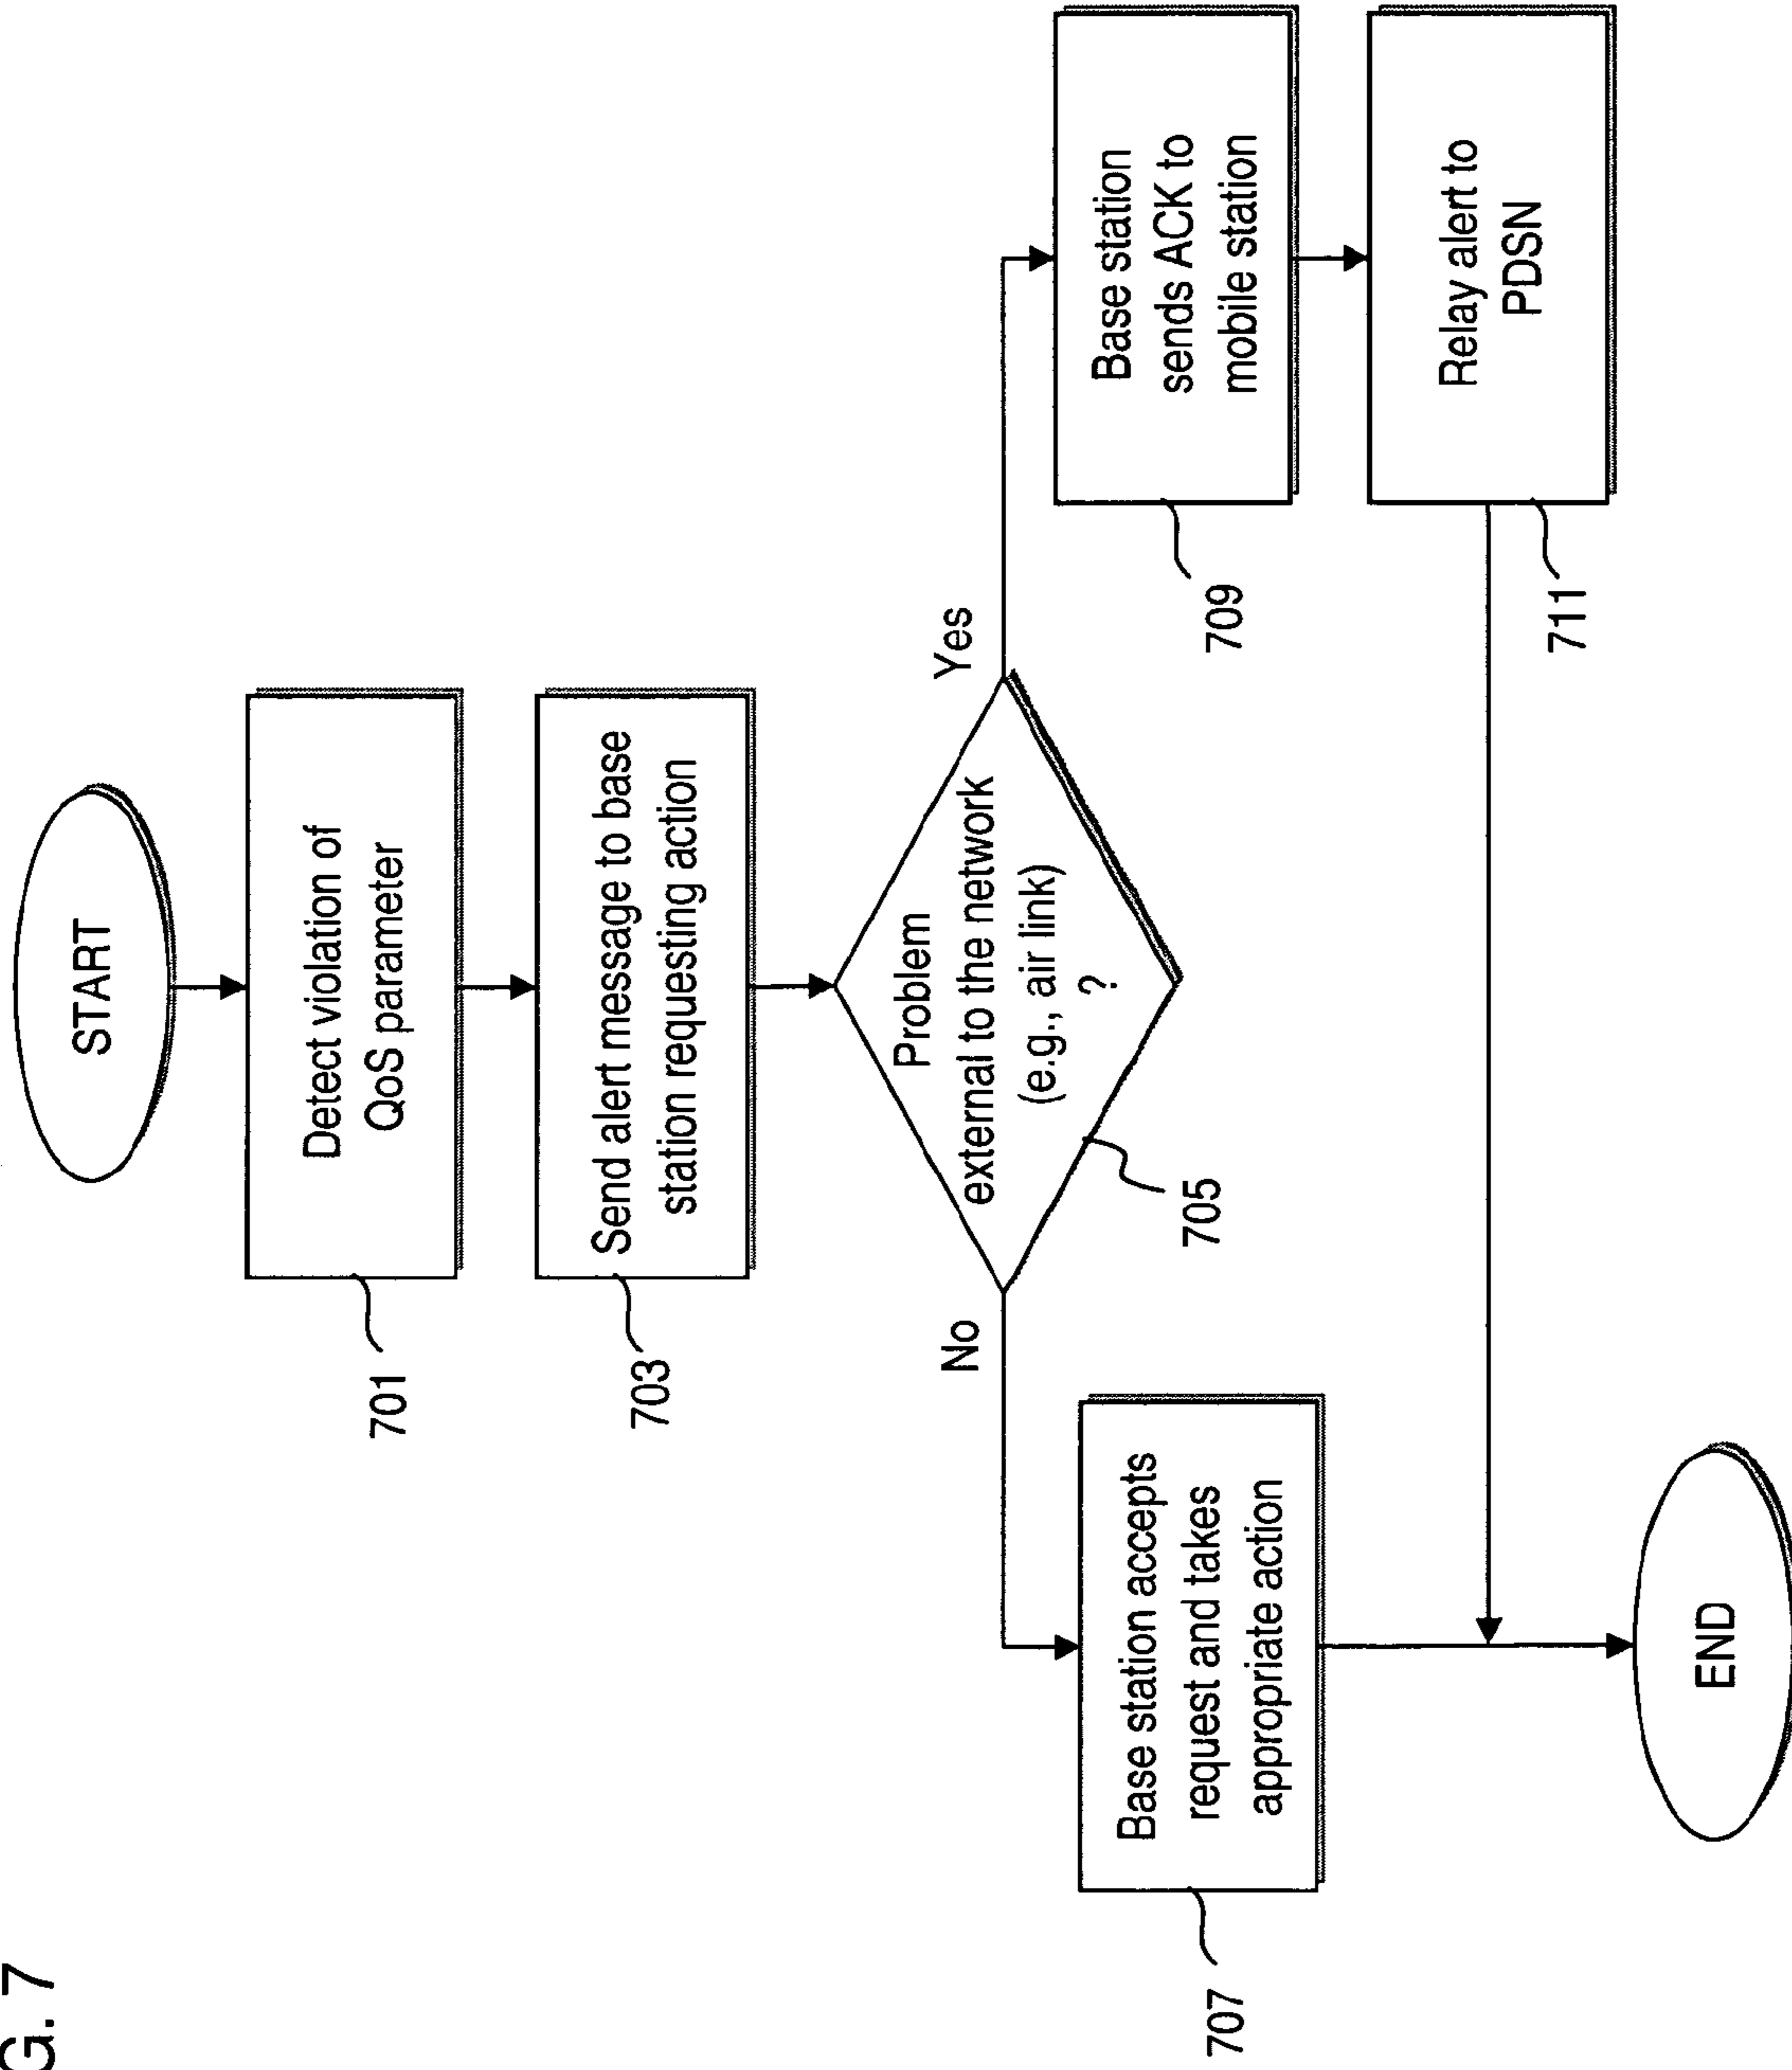 G. 7
START
Detect violation of
QoS parameter
701
Send alert message to base
station requesting action
703
Problem
external to the network
(e.g., air link)
?
705
No
Yes
Base station accepts
request and takes
appropriate action
707
Base station
sends ACK to
mobile station
709
Relay alert to
PDSN
711
END